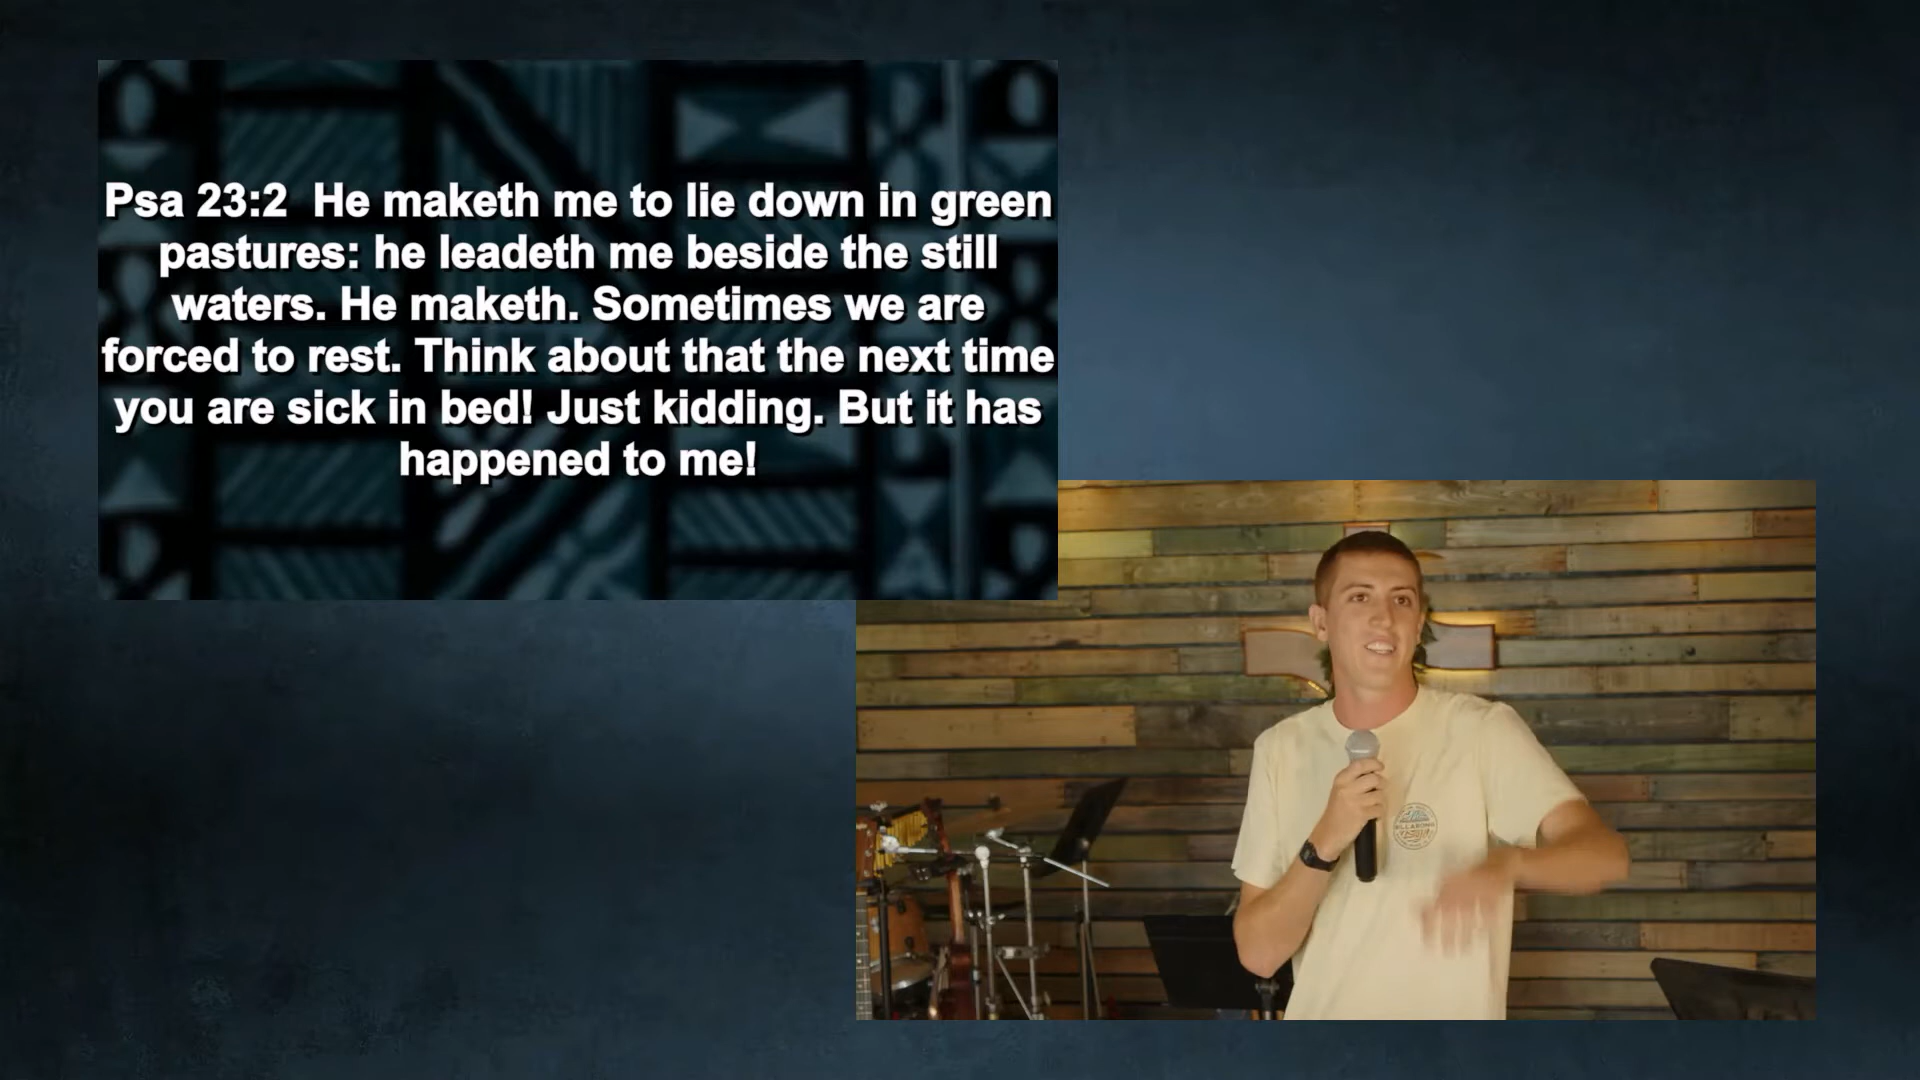 Psa 23:2  He maketh me to lie down in green
pastures: he leadeth me beside the still
waters. He maketh. Sometimes we are
forced to rest. Think about that the next time
you are sick in bed! Just kidding. But it has
happened to me!
BILLABONG